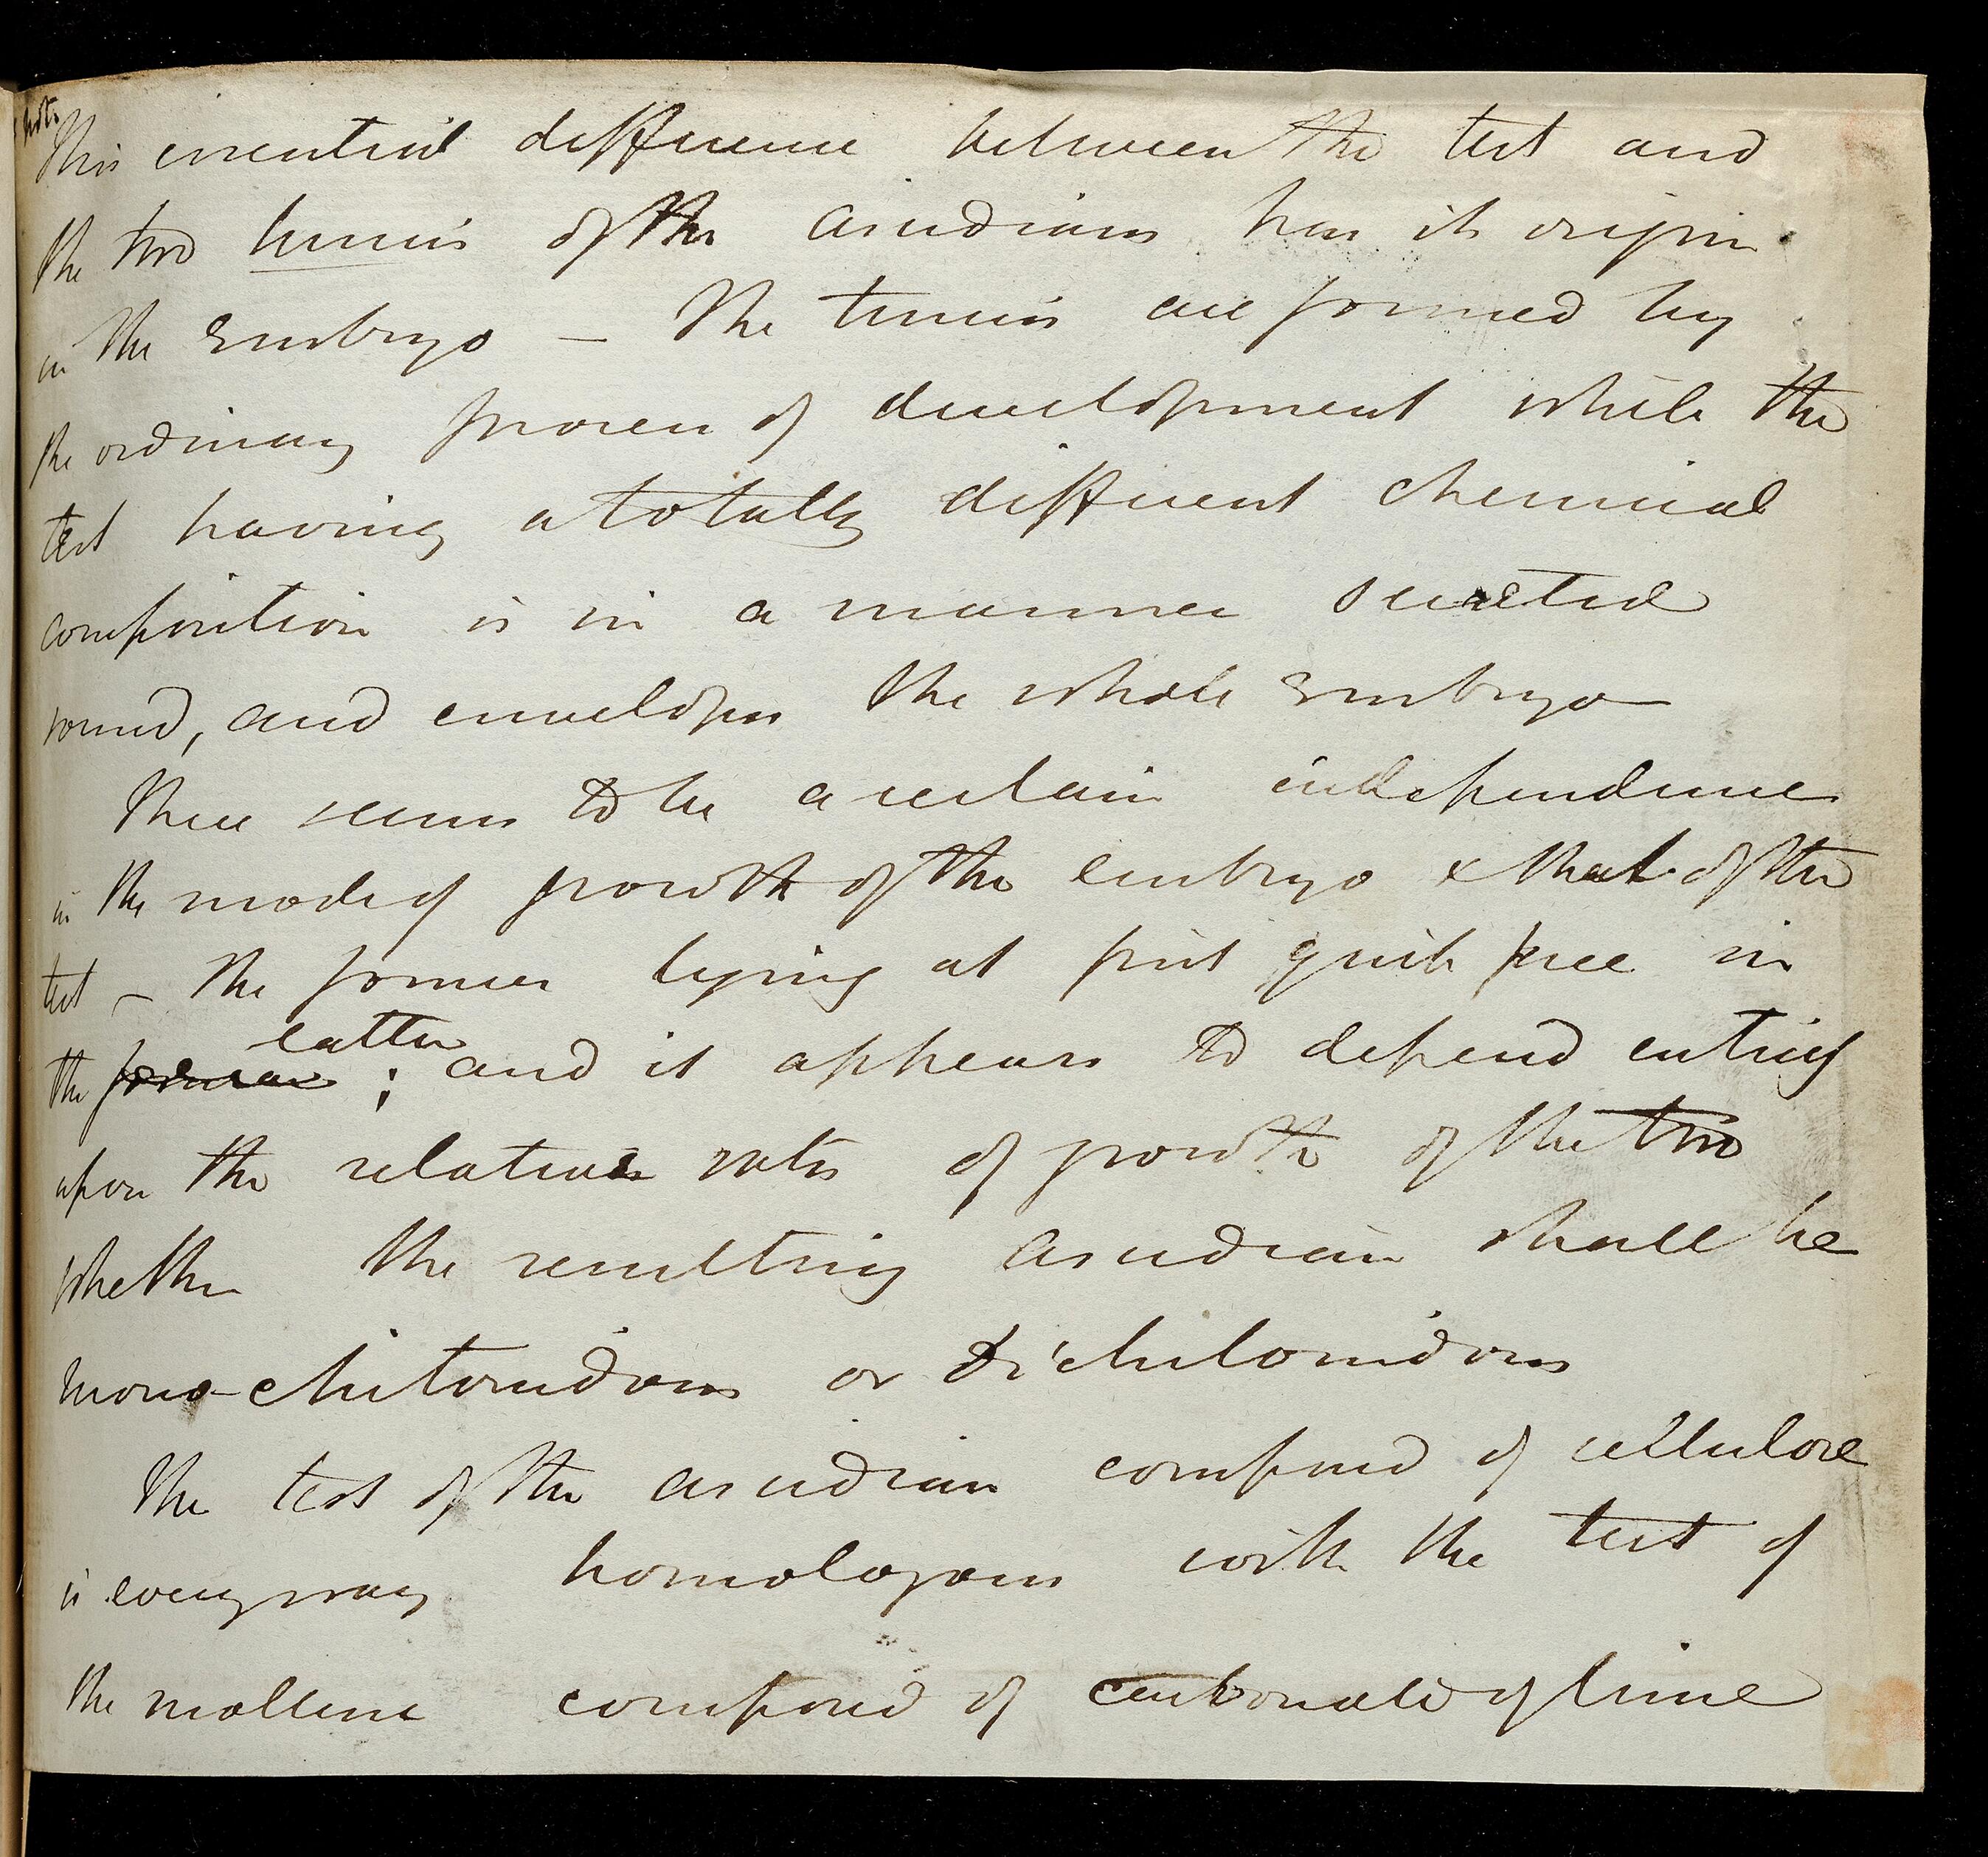 note
This essential difference between the test and
the two tunics of the ascidians has its origin
in the Embryo — The tunics are formed by
the ordinary process of development while the
test having a totally different chemical
composition is in a manner secreted
round, and envelopes the whole Embryo
There seems to be a certain independence
in the mode of growth of the embryo & that of the
test — The former lying at first quite free in
latter
the former ; and it appears to depend entirely
upon the relative rates of growth of the two
whether the resulting ascidian shall be
mono-chitonidous or dichitonidous
The test of the ascidian composed of cellulose
is every way homologous with the test of
the mollusc composed of carbonate of lime